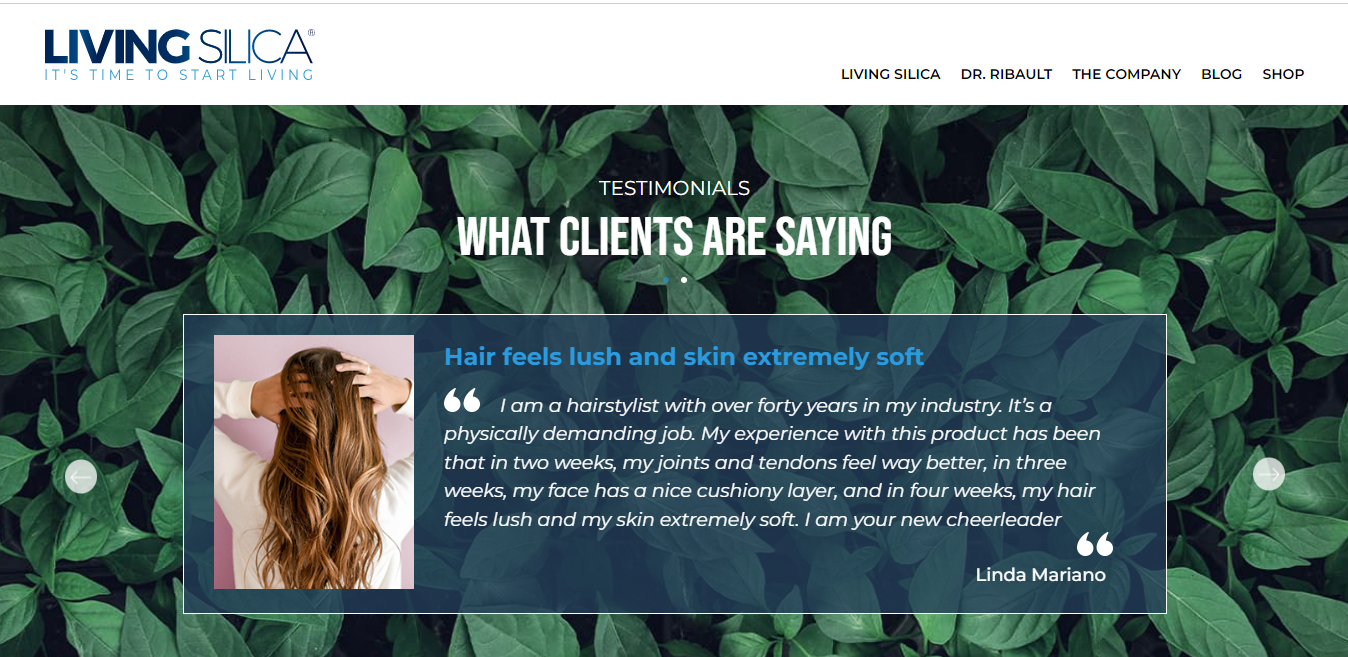 LIVING SILICA®
IT'S TIME TO START LIVING
LIVING SILICA DR. RIBAULT THE COMPANY BLOG SHOP
TESTIMONIALS
WHAT CLIENTS ARE SAYING
Hair feels lush and skin extremely soft
“ I am a hairstylist with over forty years in my industry. It’s a
physically demanding job. My experience with this product has been
that in two weeks, my joints and tendons feel way better, in three
weeks, my face has a nice cushiony layer, and in four weeks, my hair
feels lush and my skin extremely soft. I am your new cheerleader
“
Linda Mariano